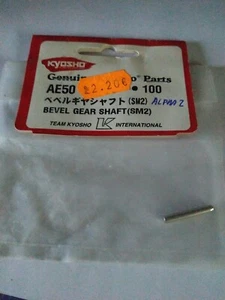 KYOSHO
Genuine Parts
AE50 • 100
£2.20€
ベベルギヤシャフト(SM2) ALPHA 2
BEVEL GEAR SHAFT(SM2)
TEAM KYOSHO K INTERNATIONAL